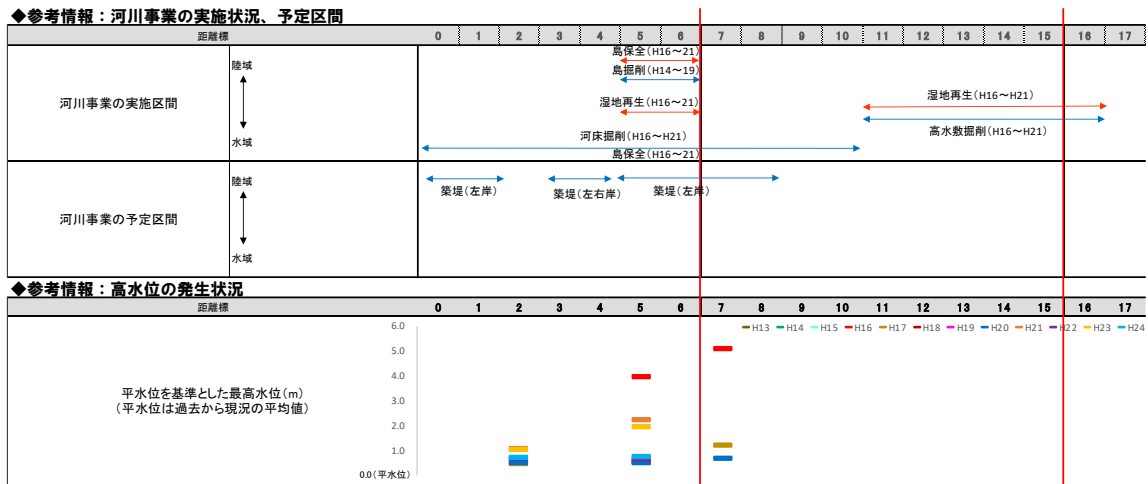 ◆参考情報：河川事業の実施状況、予定区間
距離標 0 1 2 3 4 5 6 7 8 9 10 11 12 13 14 15 16 17
河川事業の実施区間
陸域
水域
島保全(H16～21)
島掘削(H14～19)
湿地再生(H16～21)
河床掘削(H16～H21)
島保全(H16～21)
湿地再生(H16～H21)
高水敷掘削(H16～H21)
河川事業の予定区間
陸域
水域
築堤(左岸)
築堤(左右岸)
築堤(左岸)
◆参考情報：高水位の発生状況
距離標 0 1 2 3 4 5 6 7 8 9 10 11 12 13 14 15 16 17
平水位を基準とした最高水位(m)
(平水位は過去から現況の平均値)
6.0
5.0
4.0
3.0
2.0
1.0
0.0(平水位)
H13 H14 H15 H16 H17 H18 H19 H20 H21 H22 H23 H24